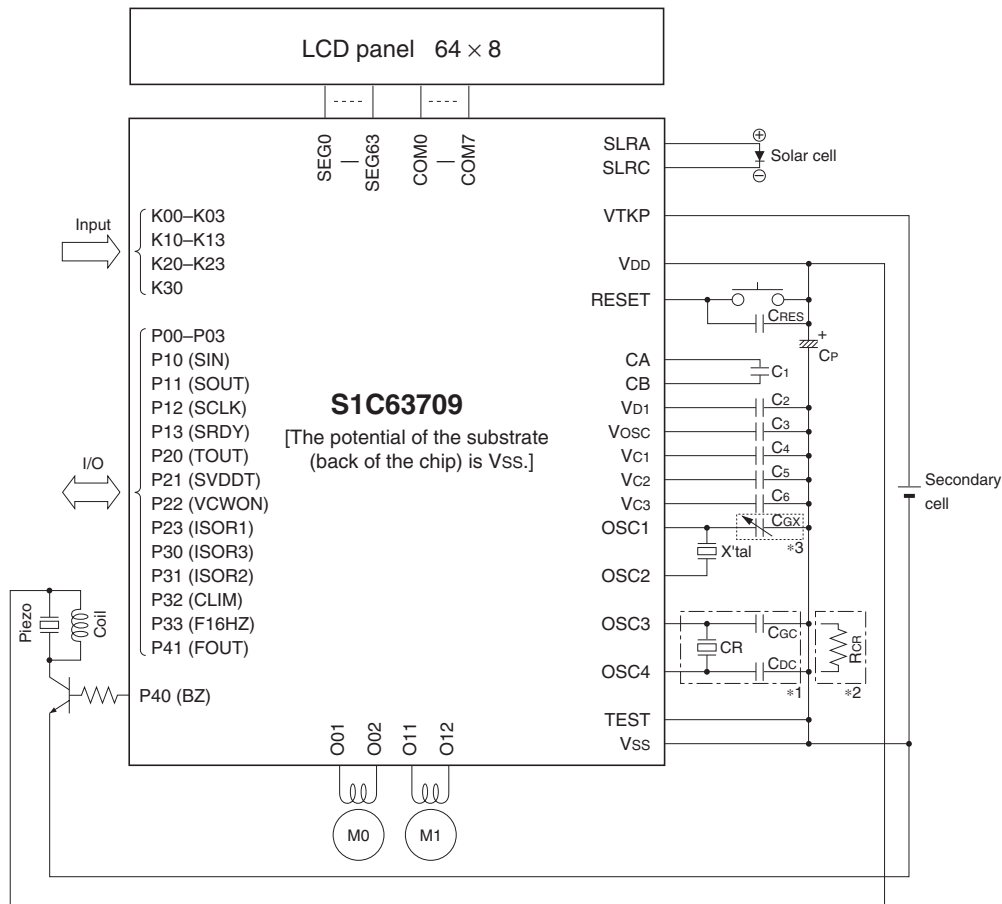 LCD panel 64 × 8
SEG0
SEG63
COM0
COM7
Input
K00–K03
K10–K13
K20–K23
K30
I/O
P00–P03
P10 (SIN)
P11 (SOUT)
P12 (SCLK)
P13 (SRDY)
P20 (TOUT)
P21 (SVDDT)
P22 (VCWON)
P23 (ISOR1)
P30 (ISOR3)
P31 (ISOR2)
P32 (CLIM)
P33 (F16HZ)
P41 (FOUT)
P40 (BZ)
Piezo
Coil
S1C63709
[The potential of the substrate
(back of the chip) is VSS.]
O01
O02
O11
O12
M0
M1
SLRA
SLRC
VTKP
VDD
RESET
CA
CB
VD1
VOSC
VC1
VC2
VC3
OSC1
OSC2
OSC3
OSC4
TEST
VSS
+
Solar cell
−
CRES
+
CP
C1
C2
C3
C4
C5
C6
CGX
*3
X'tal
CGC
CR
CDC
*1
RCR
*2
Secondary
cell